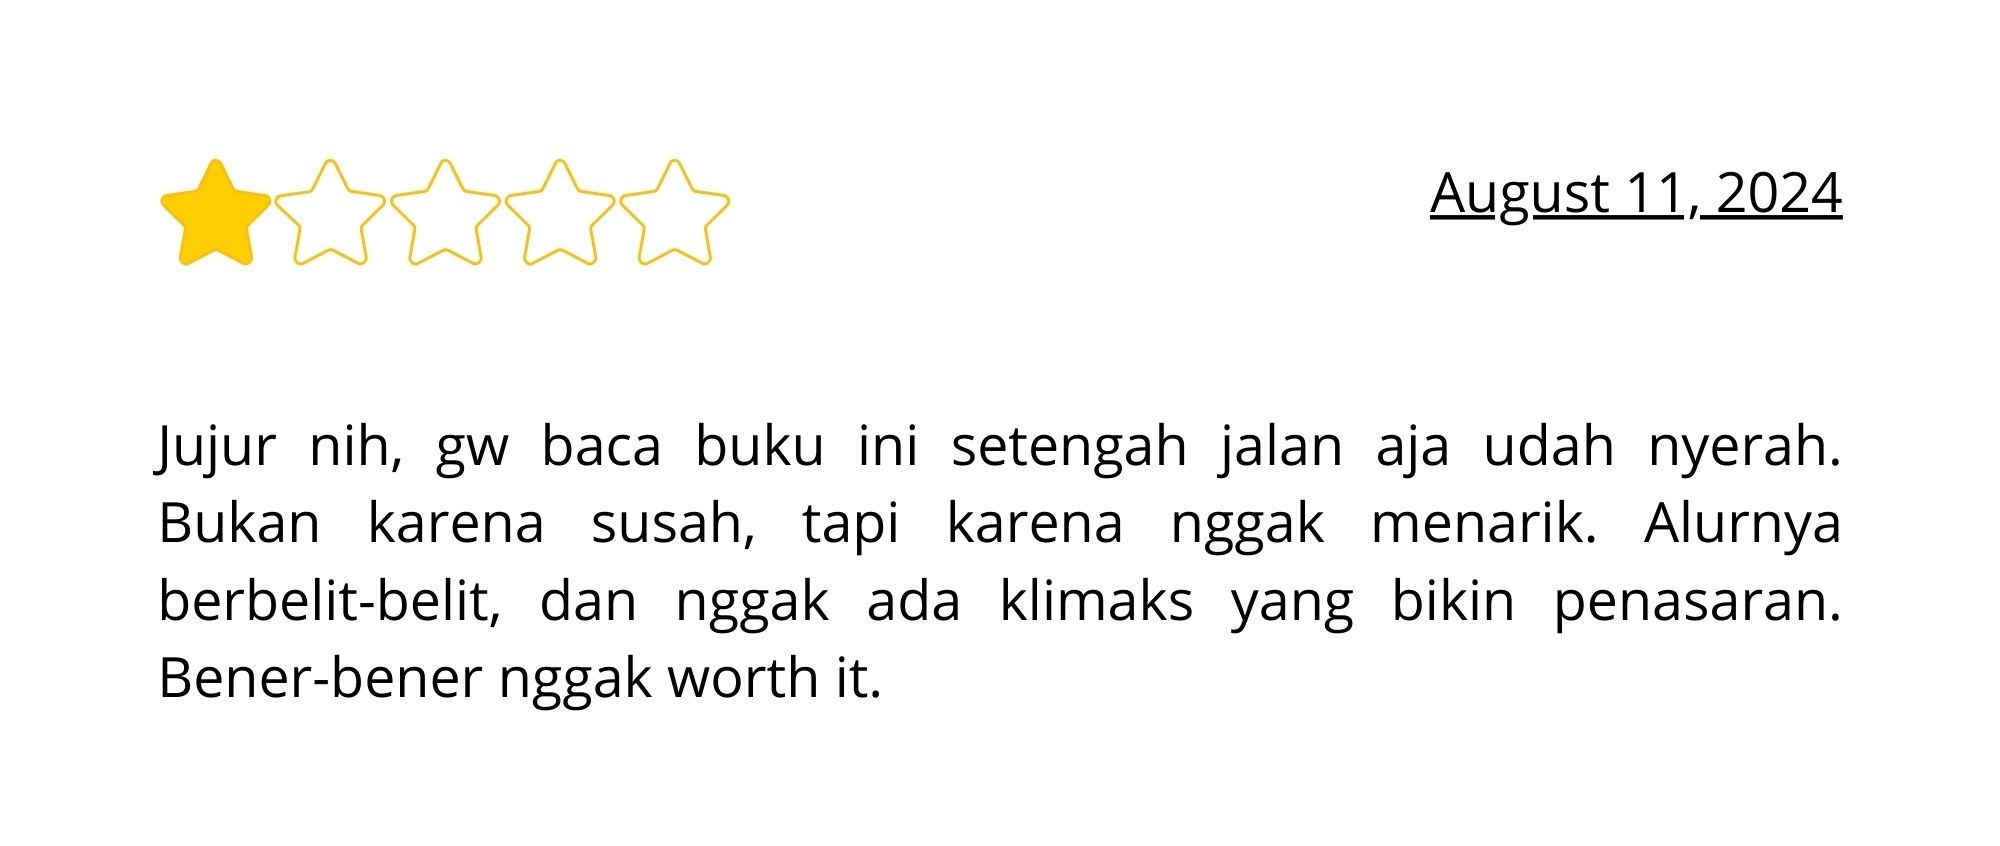 August 11, 2024
Jujur nih, gw baca buku ini setengah jalan aja udah nyerah.
Bukan karena susah, tapi karena nggak menarik. Alurnya
berbelit-belit, dan nggak ada klimaks yang bikin penasaran.
Bener-bener nggak worth it.